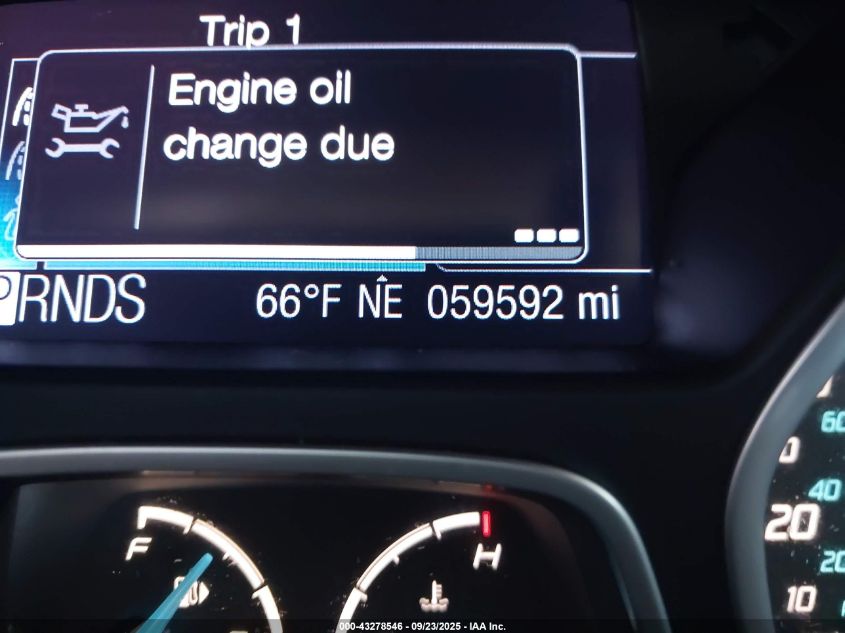 Trip 1
Engine oil
change due
PRNDS
66°F NE 059592 mi
F
H
60
40
20
20
10
000-43278546 - 09/23/2025 - IAA Inc.